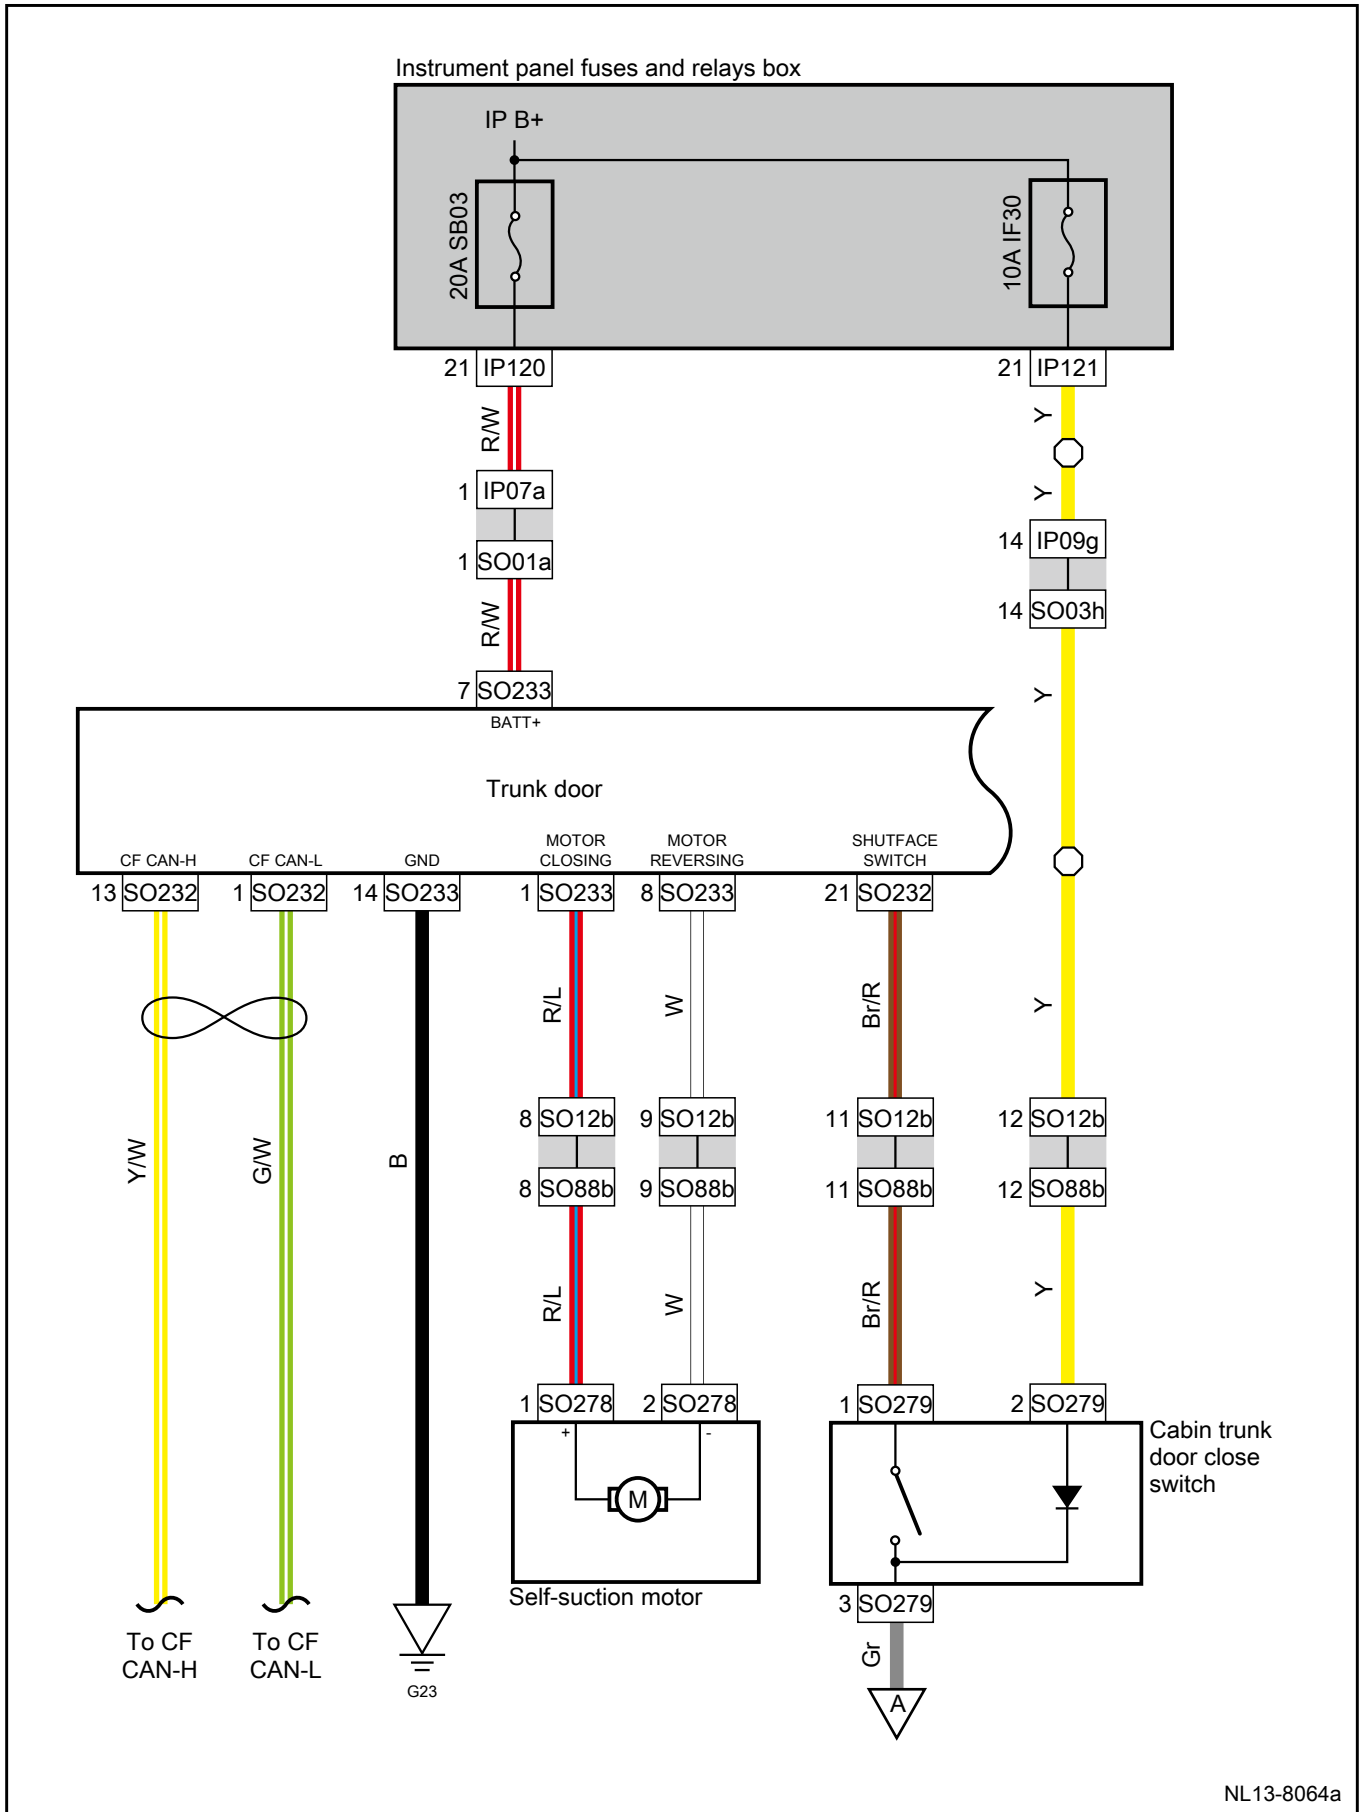 Instrument panel fuses and relays box
IP B+
20A SB03
10A IF30
21 IP120
21 IP121
R/W
Y
1 IP07a
Y
14 IP09g
1 SO01a
14 SO03h
R/W
Y
7 SO233
BATT+
Trunk door
CF CAN-H
CF CAN-L
GND
MOTOR
CLOSING
MOTOR
REVERSING
SHUTFACE
SWITCH
13 SO232
1 SO232
14 SO233
1 SO233
8 SO233
21 SO232
R/L
W
Br/R
Y
8 SO12b
9 SO12b
11 SO12b
12 SO12b
Y/W
G/W
B
8 SO88b
9 SO88b
11 SO88b
12 SO88b
R/L
W
Br/R
Y
1 SO278
2 SO278
1 SO279
2 SO279
+
-
M
Cabin trunk
door close
switch
Self-suction motor
3 SO279
To CF
CAN-H
To CF
CAN-L
G23
Gr
A
NL13-8064a